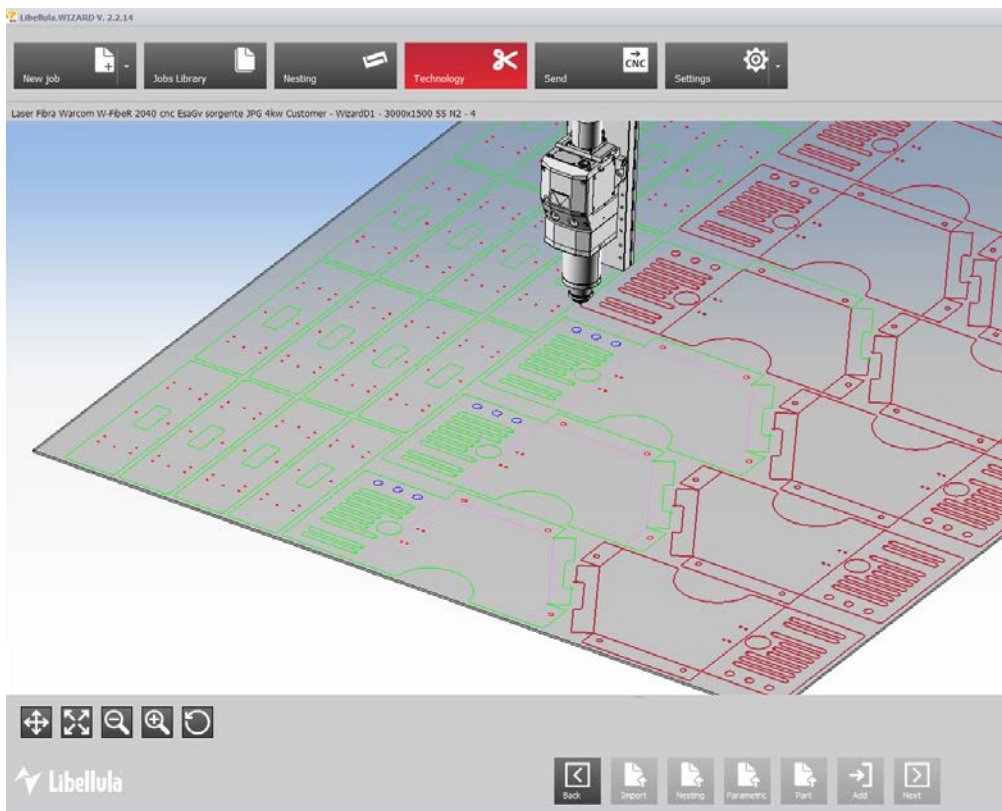 Libellula.WIZARD V. 2.2.14
New job
Jobs Library
Nesting
Technology
CNC
Send
Settings
Laser Fibra Warcom W-FibeR 2040 cnc EsaGv sorgente JPG 4kw Customer - WizardD1 - 3000x1500 SS N2 - 4
Libellula
Back
Import
Nesting
Parametric
Part
Add
Next